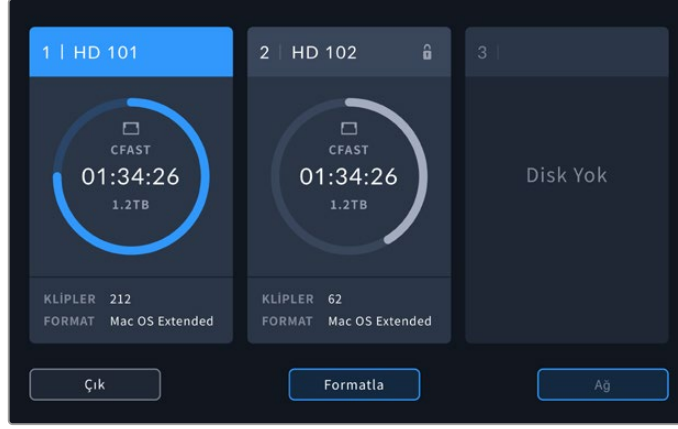 1 | HD 101
CFAST
01:34:26
1.2TB
KLİPLER 212
FORMAT Mac OS Extended
2 | HD 102
CFAST
01:34:26
1.2TB
KLİPLER 62
FORMAT Mac OS Extended
3 |
Disk Yok
Çık
Formatla
Ağ